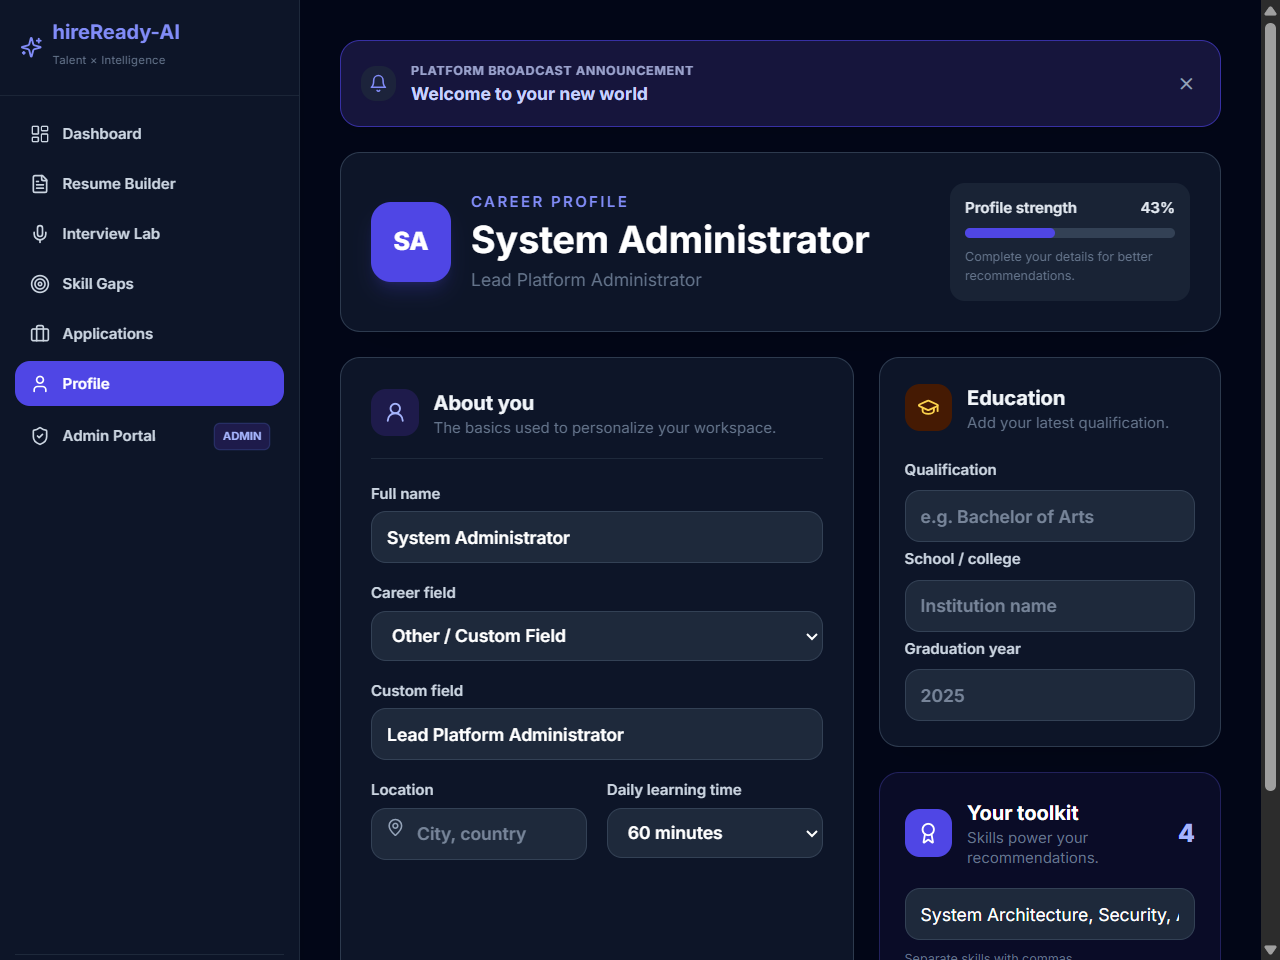 hireReady-AI
Talent × Intelligence
Dashboard
Resume Builder
Interview Lab
Skill Gaps
Applications
Profile
Admin Portal
ADMIN
PLATFORM BROADCAST ANNOUNCEMENT
Welcome to your new world
SA
CAREER PROFILE
System Administrator
Lead Platform Administrator
Profile strength
43%
Complete your details for better
recommendations.
About you
The basics used to personalize your workspace.
Full name
System Administrator
Career field
Other / Custom Field
Custom field
Lead Platform Administrator
Location
City, country
Daily learning time
60 minutes
Education
Add your latest qualification.
Qualification
e.g. Bachelor of Arts
School / college
Institution name
Graduation year
2025
Your toolkit
Skills power your
recommendations.
4
System Architecture, Security,
Separate skills with commas